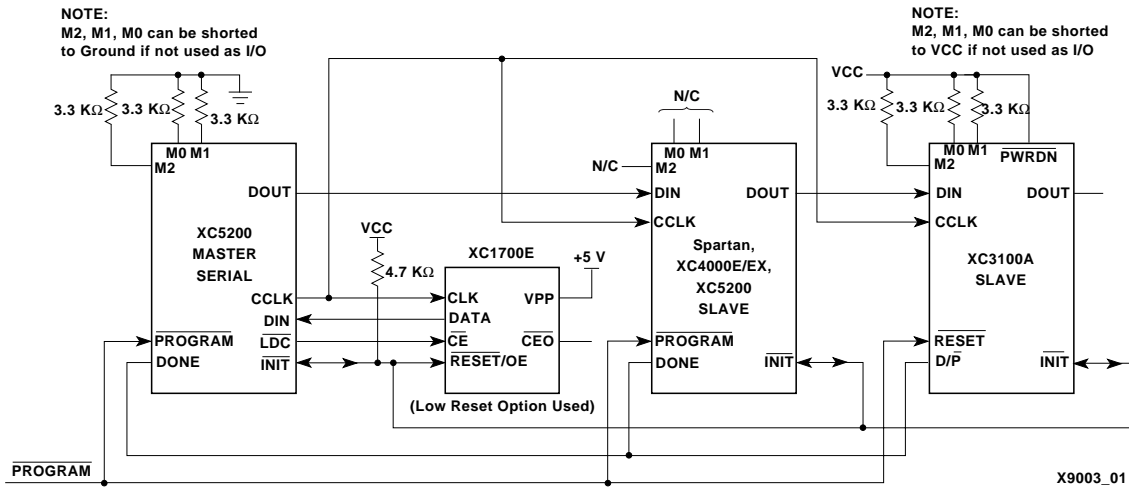 NOTE:
M2, M1, M0 can be shorted
to Ground if not used as I/O
NOTE:
M2, M1, M0 can be shorted
to VCC if not used as I/O
VCC
N/C
3.3 KΩ
3.3 KΩ
3.3 KΩ
3.3 KΩ
3.3 KΩ
3.3 KΩ
M0 M1
M2
DOUT
XC5200
MASTER
SERIAL
CCLK
DIN
PROGRAM
LDC
DONE
INIT
VCC
4.7 KΩ
XC1700E
+5 V
CLK
VPP
DATA
CE
CEO
RESET/OE
(Low Reset Option Used)
N/C
M0 M1
M2
DIN
DOUT
CCLK
Spartan,
XC4000E/EX,
XC5200
SLAVE
PROGRAM
DONE
INIT
M0 M1
PWRDN
M2
DIN
DOUT
CCLK
XC3100A
SLAVE
RESET
D/P
INIT
PROGRAM
X9003_01